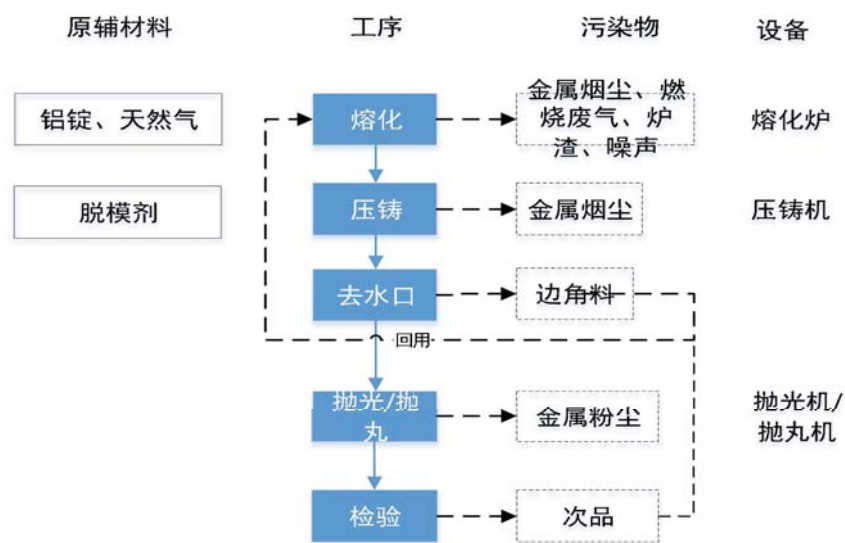 原辅材料 工序 污染物 设备
铝锭、天然气
熔化
金属烟尘、燃
烧废气、炉
渣、噪声
熔化炉
脱模剂
压铸
金属烟尘
压铸机
去水口
边角料
回用
抛光/抛
丸
金属粉尘
抛光机/
抛丸机
检验
次品